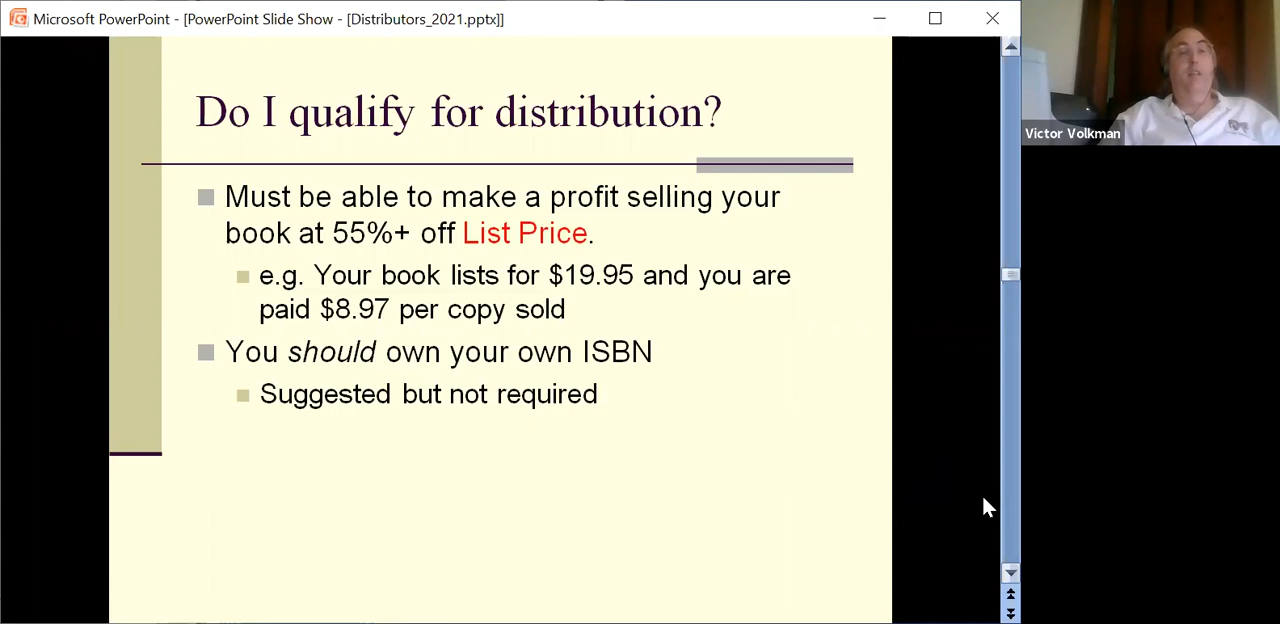 Microsoft PowerPoint - [PowerPoint Slide Show - [Distributors_2021.pptx]]
Victor Volkman
Do I qualify for distribution?
Must be able to make a profit selling your
book at 55%+ off List Price.
e.g. Your book lists for $19.95 and you are
paid $8.97 per copy sold
You should own your own ISBN
Suggested but not required